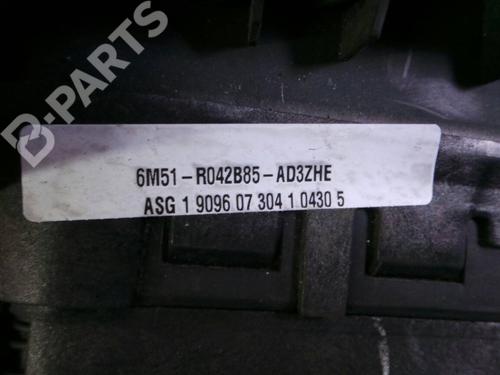 B-PARTS
6M51-R042B85-AD3ZHE
ASG 1 9096 07 304 1 0430 5